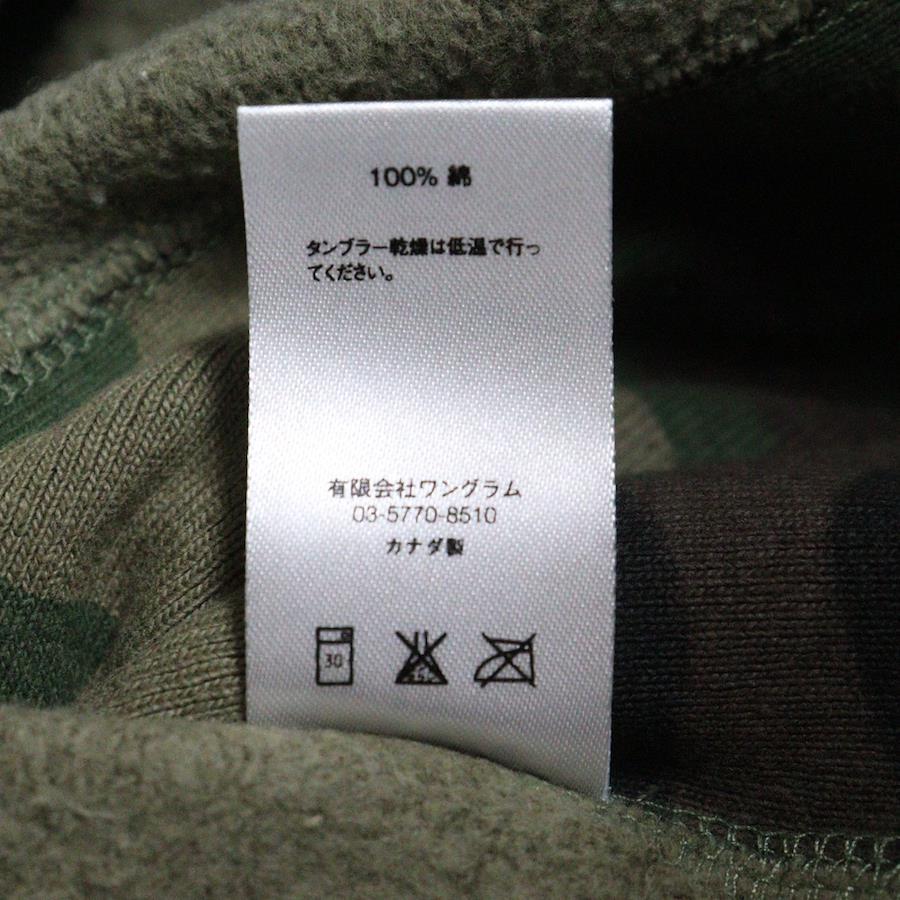 100% 綿
タンブラー乾燥は低温で行っ
てください。
有限会社ワングラム
03-5770-8510
カナダ製
30